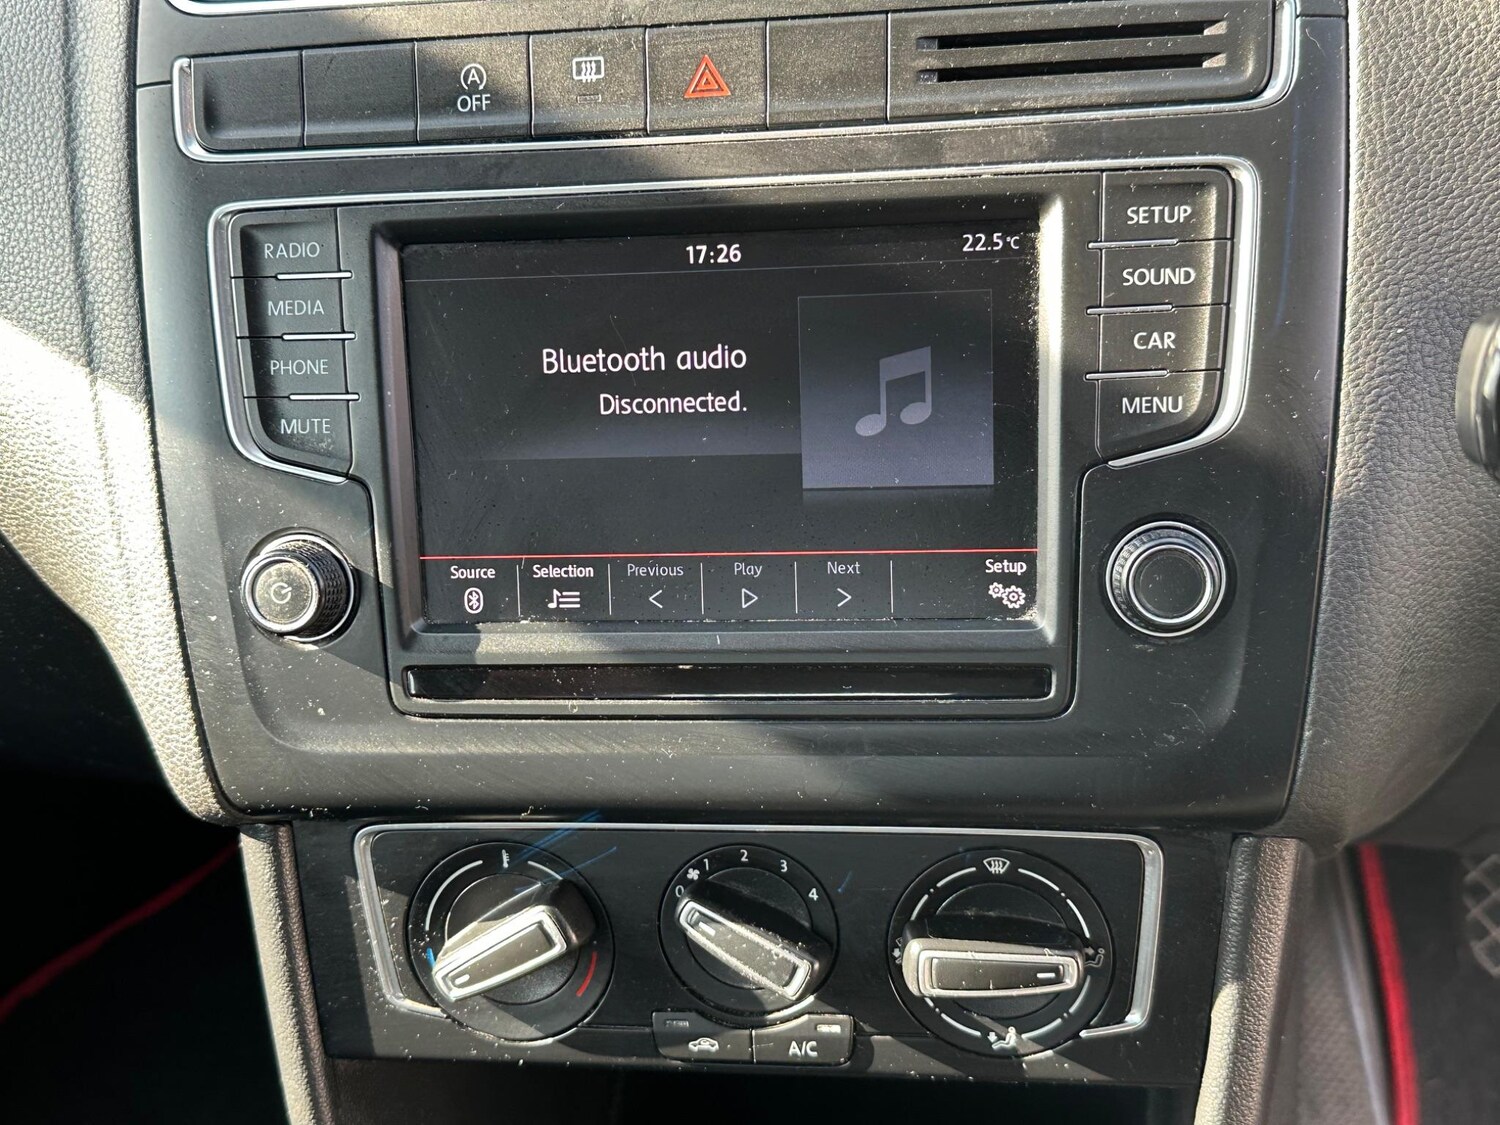 A
OFF
RADIO
MEDIA
PHONE
MUTE
17:26
22.5°C
Bluetooth audio
Disconnected.
Source
Selection
Previous
Play
Next
Setup
SETUP
SOUND
CAR
MENU
0 1 2 3 4
A/C